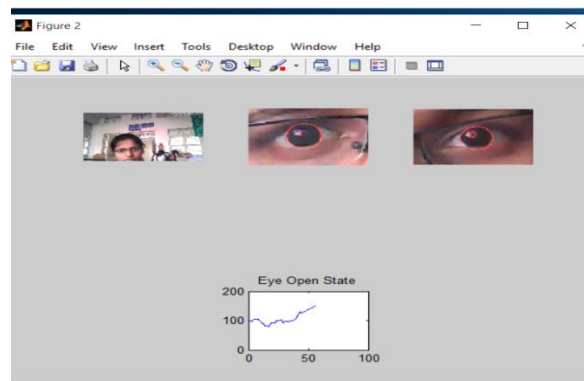 Figure 2
File Edit View Insert Tools Desktop Window Help
Eye Open State
200
100
0
0 50 100